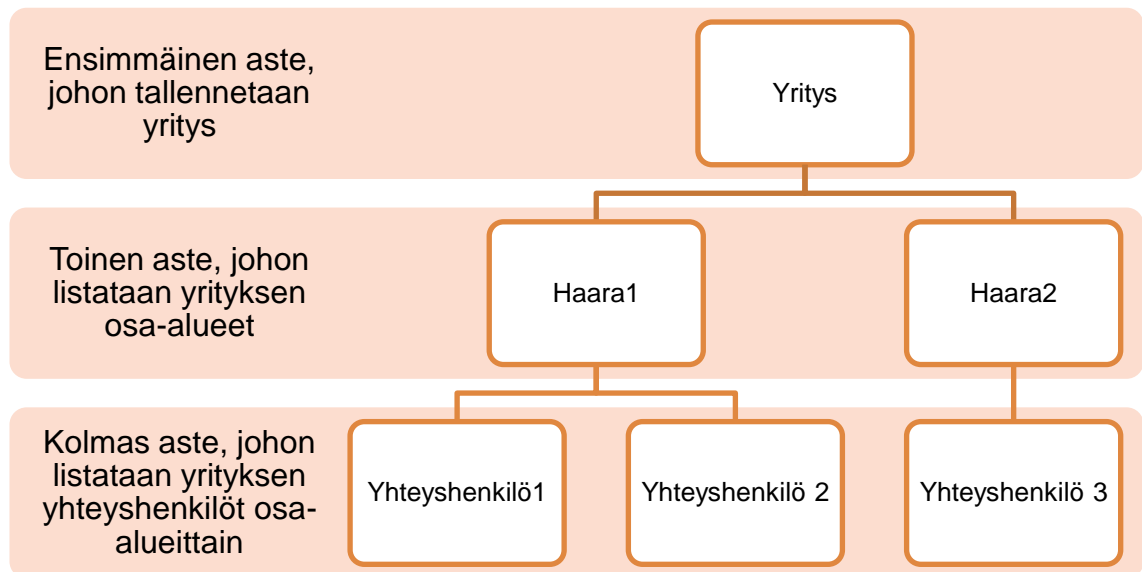 Ensimmäinen aste,
johon tallennetaan
yritys
Yritys
Toinen aste, johon
listataan yrityksen
osa-alueet
Haara1
Haara2
Kolmas aste, johon
listataan yrityksen
yhteyshenkilöt osa-
alueittain
Yhteyshenkilö1
Yhteyshenkilö 2
Yhteyshenkilö 3